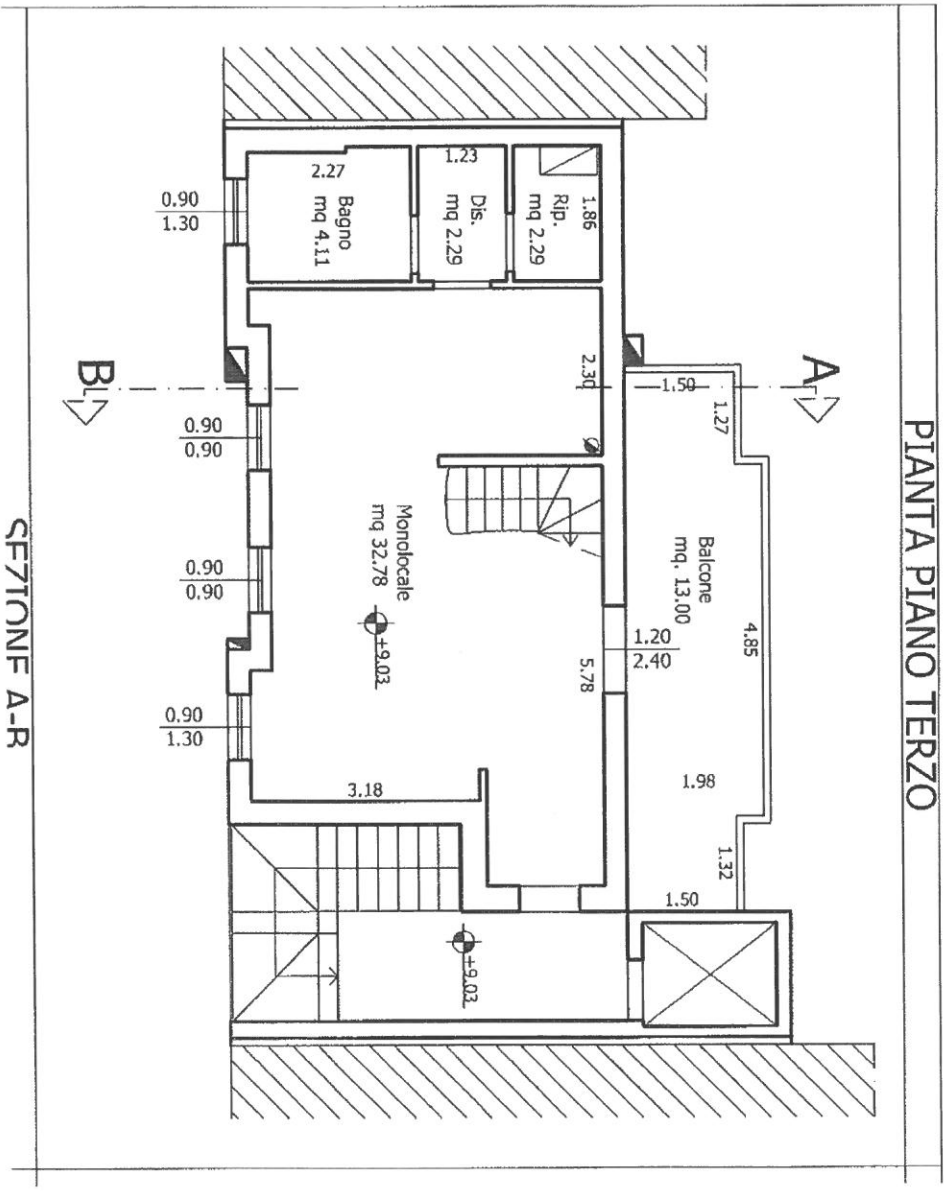 PIANTA PIANO TERZO
A
1.50
1.27
4.85
1.98
1.32
1.50
Balcone
mq. 13.00
1.20
2.40
1.86
Rip.
mq 2.29
1.23
Dis.
mq 2.29
2.27
Bagno
mq 4.11
2.30
5.78
Monolocale
mq 32.78
+9.03
3.18
+9.03
0.90
1.30
B
0.90
0.90
0.90
0.90
0.90
1.30
SEZIONE A-B